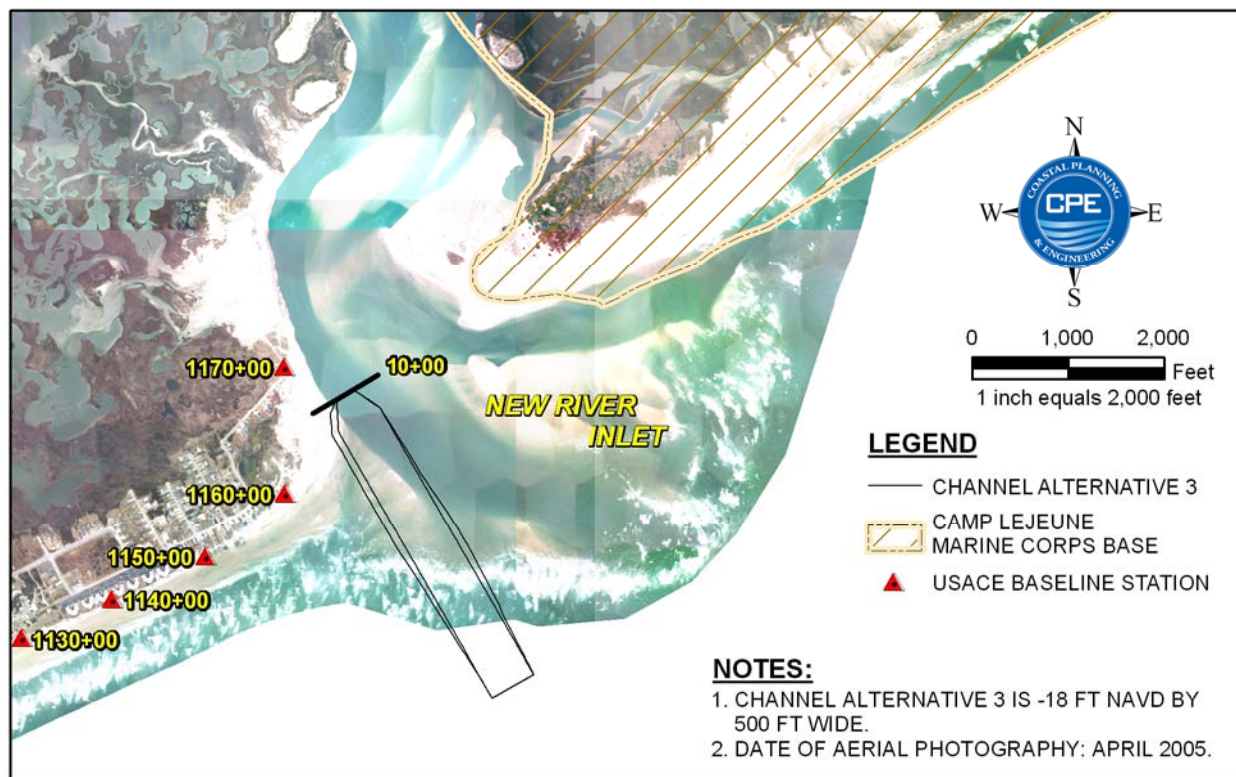 1170+00
10+00
NEW RIVER
INLET
1160+00
1150+00
1140+00
1130+00
N
W
E
S
COASTAL PLANNING
CPE
& ENGINEERING
0 1,000 2,000
Feet
1 inch equals 2,000 feet
LEGEND
CHANNEL ALTERNATIVE 3
CAMP LEJEUNE
MARINE CORPS BASE
USACE BASELINE STATION
NOTES:
1. CHANNEL ALTERNATIVE 3 IS -18 FT NAVD BY
500 FT WIDE.
2. DATE OF AERIAL PHOTOGRAPHY: APRIL 2005.